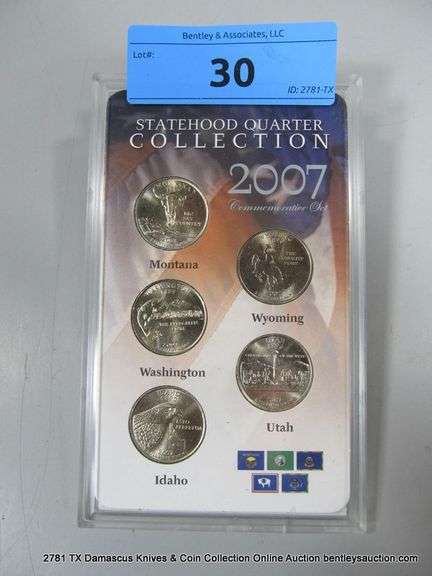 Bentley & Associates, LLC
Lot#:
30
ID: 2781-TX
STATEHOOD QUARTER
COLLECTION
2007
Commemorative Set
Montana
Wyoming
Washington
Utah
Idaho
2781 TX Damascus Knives & Coin Collection Online Auction bentleysauction.com